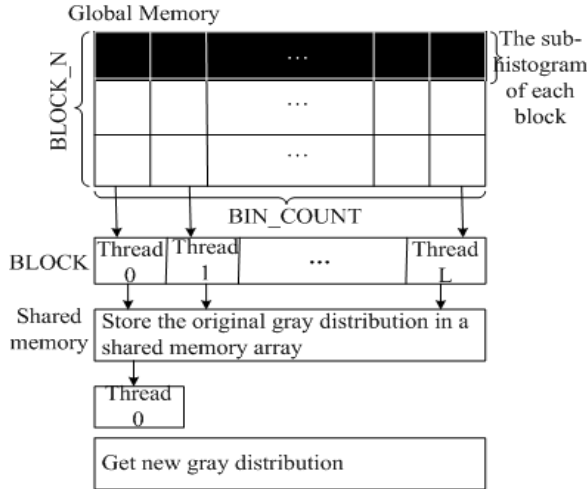 Global Memory
BLOCK_N
...
...
...
The sub-
histogram
of each
block
BIN_COUNT
BLOCK
Thread
0
Thread
1
...
Thread
L
Shared
memory
Store the original gray distribution in a
shared memory array
Thread
0
Get new gray distribution